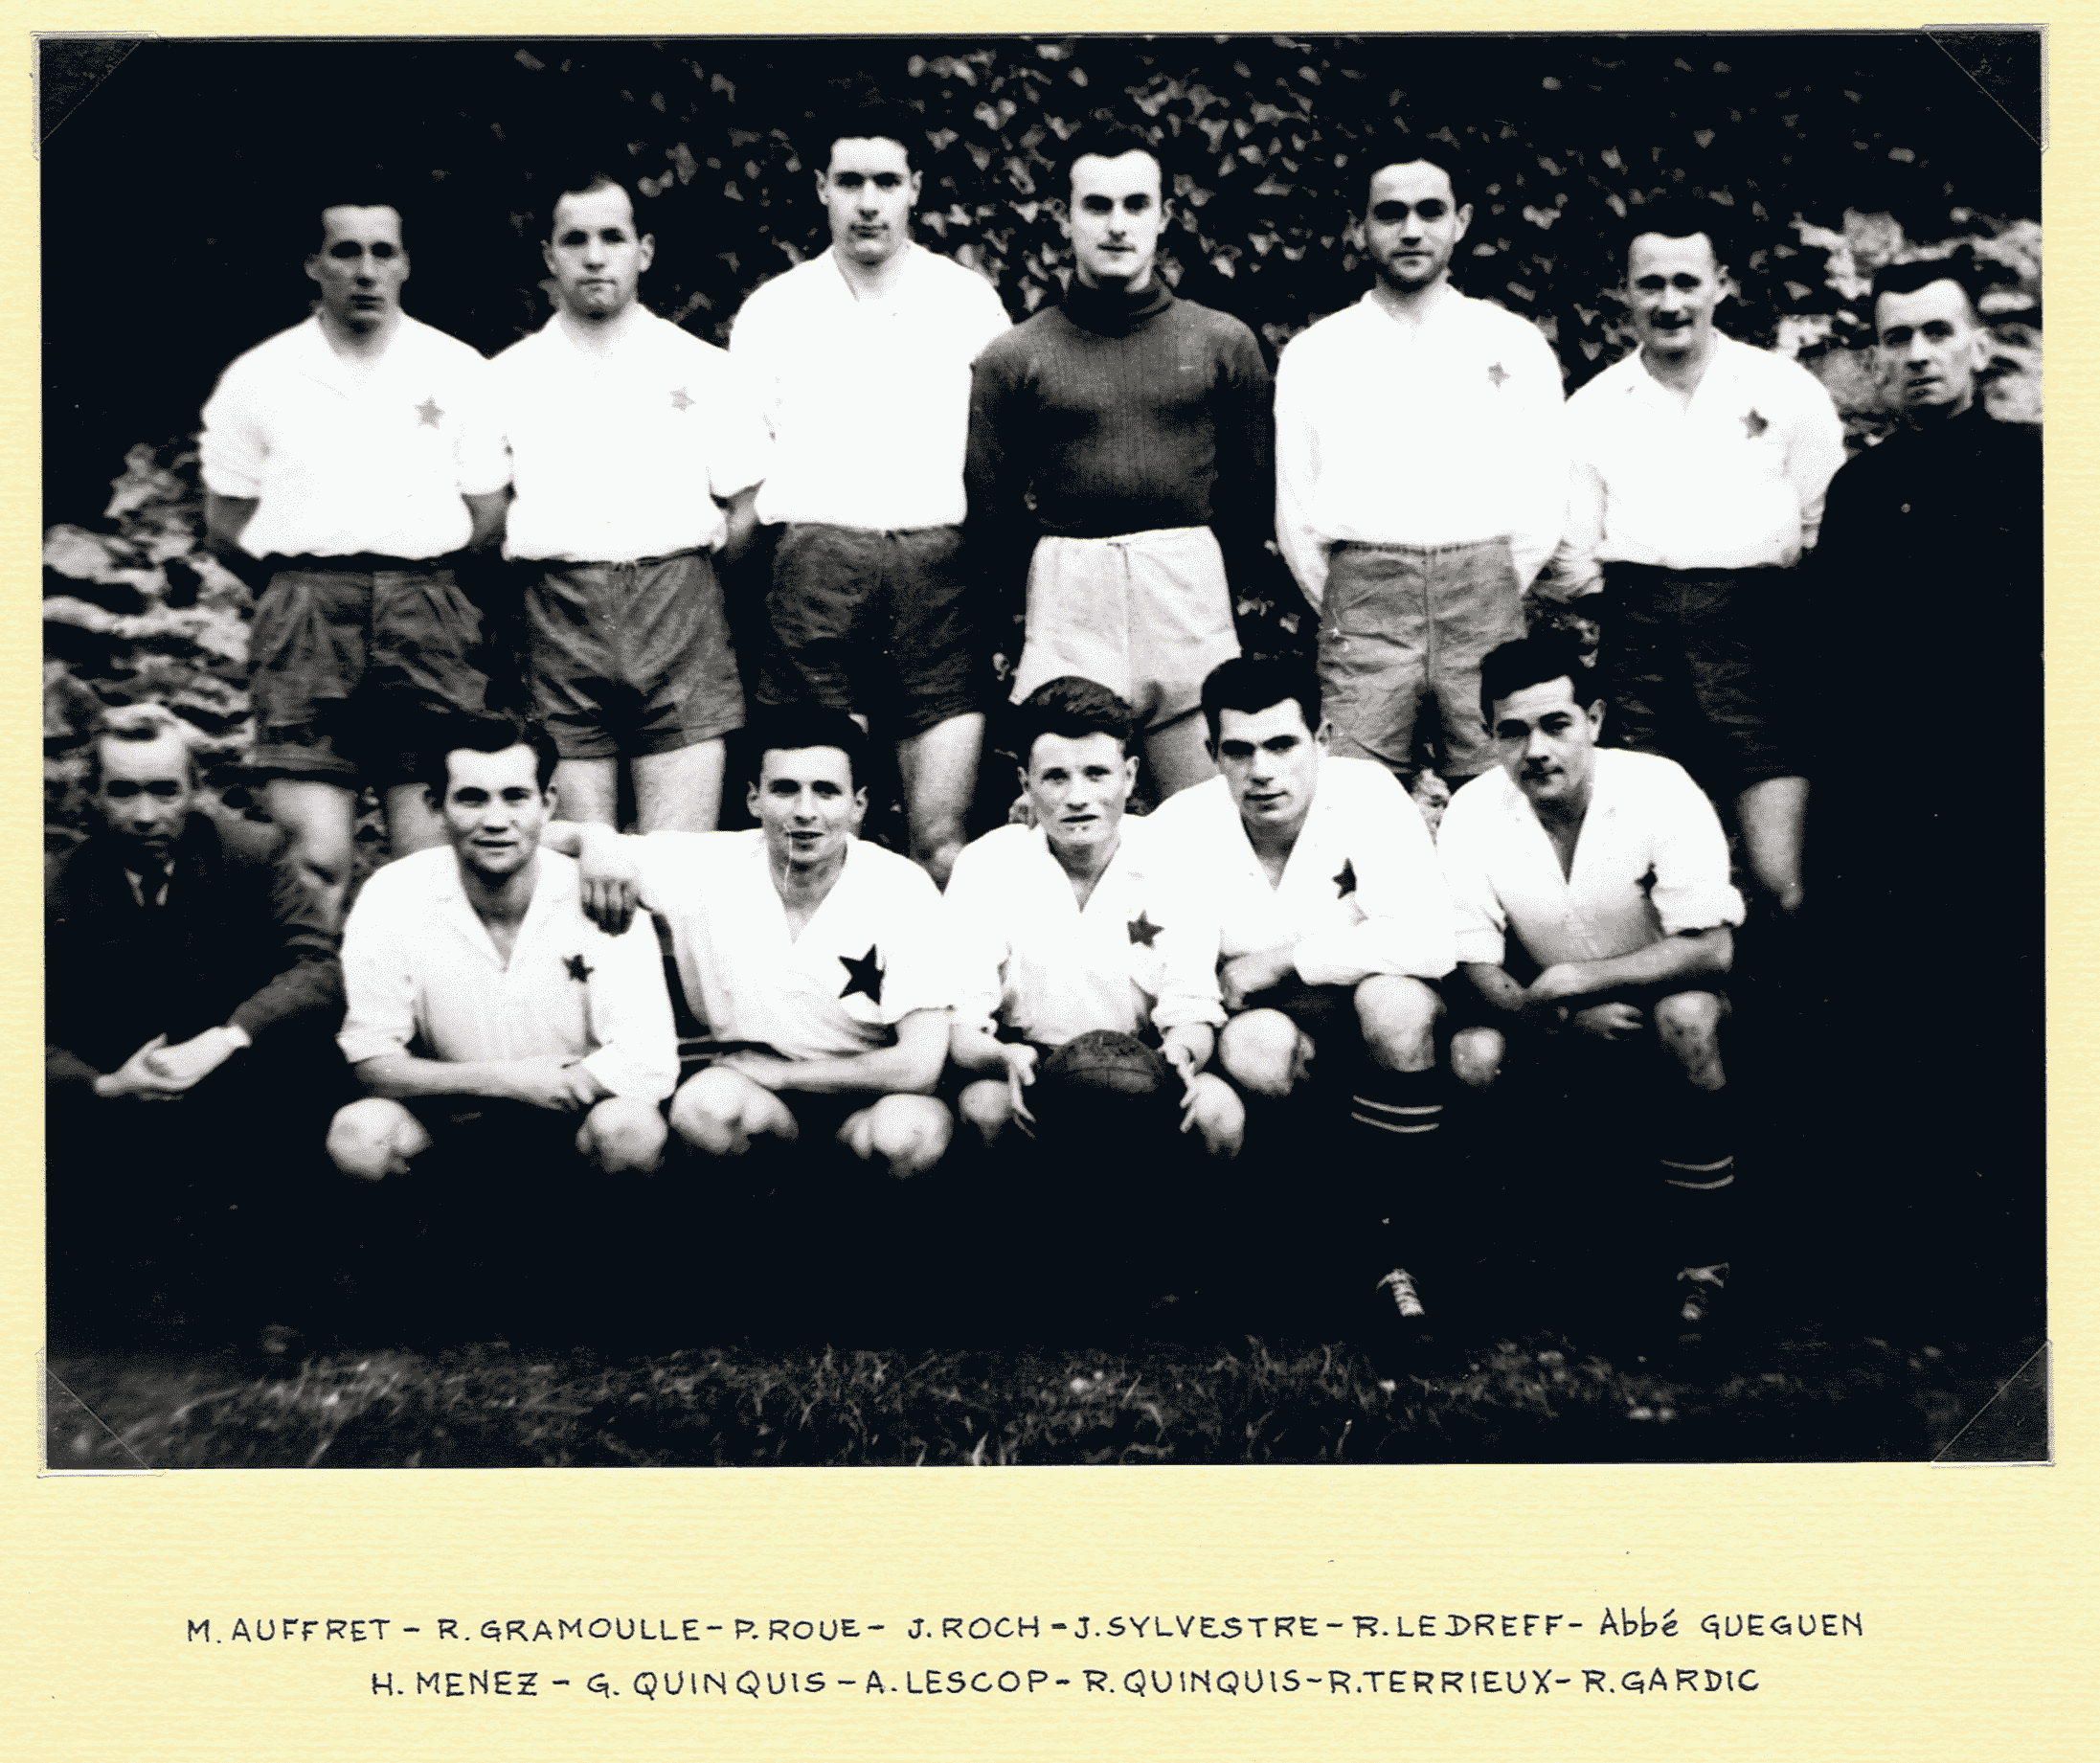 M. AUFFRET - R. GRAMOULLE - P. ROUE - J. ROCH - J. SYLVESTRE - R. LE DREFF - Abbé GUEGUEN
H. MENEZ - G. QUINQUIS - A. LESCOP - R. QUINQUIS - R. TERRIEUX - R. GARDIC